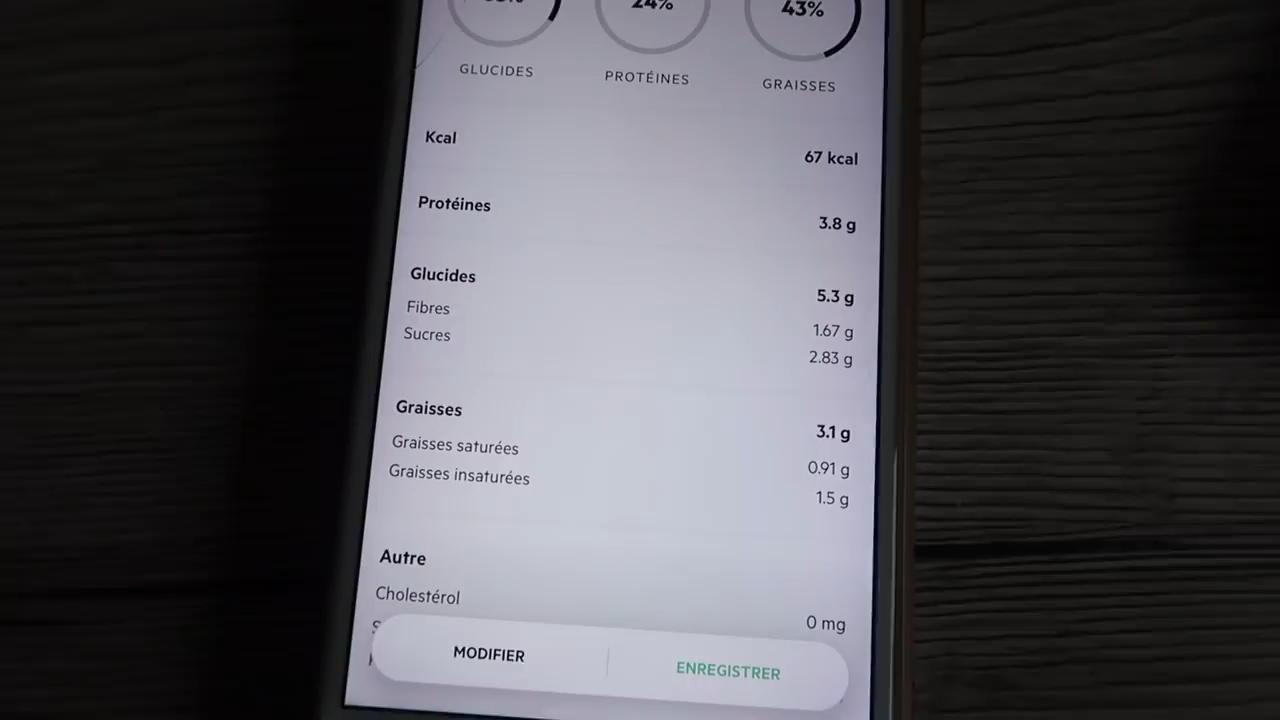 24%
43%
GLUCIDES
PROTÉINES
GRAISSES
Kcal
67 kcal
Protéines
3.8 g
Glucides
5.3 g
Fibres
1.67 g
Sucres
2.83 g
Graisses
3.1 g
Graisses saturées
0.91 g
Graisses insaturées
1.5 g
Autre
Cholestérol
0 mg
MODIFIER
ENREGISTRER